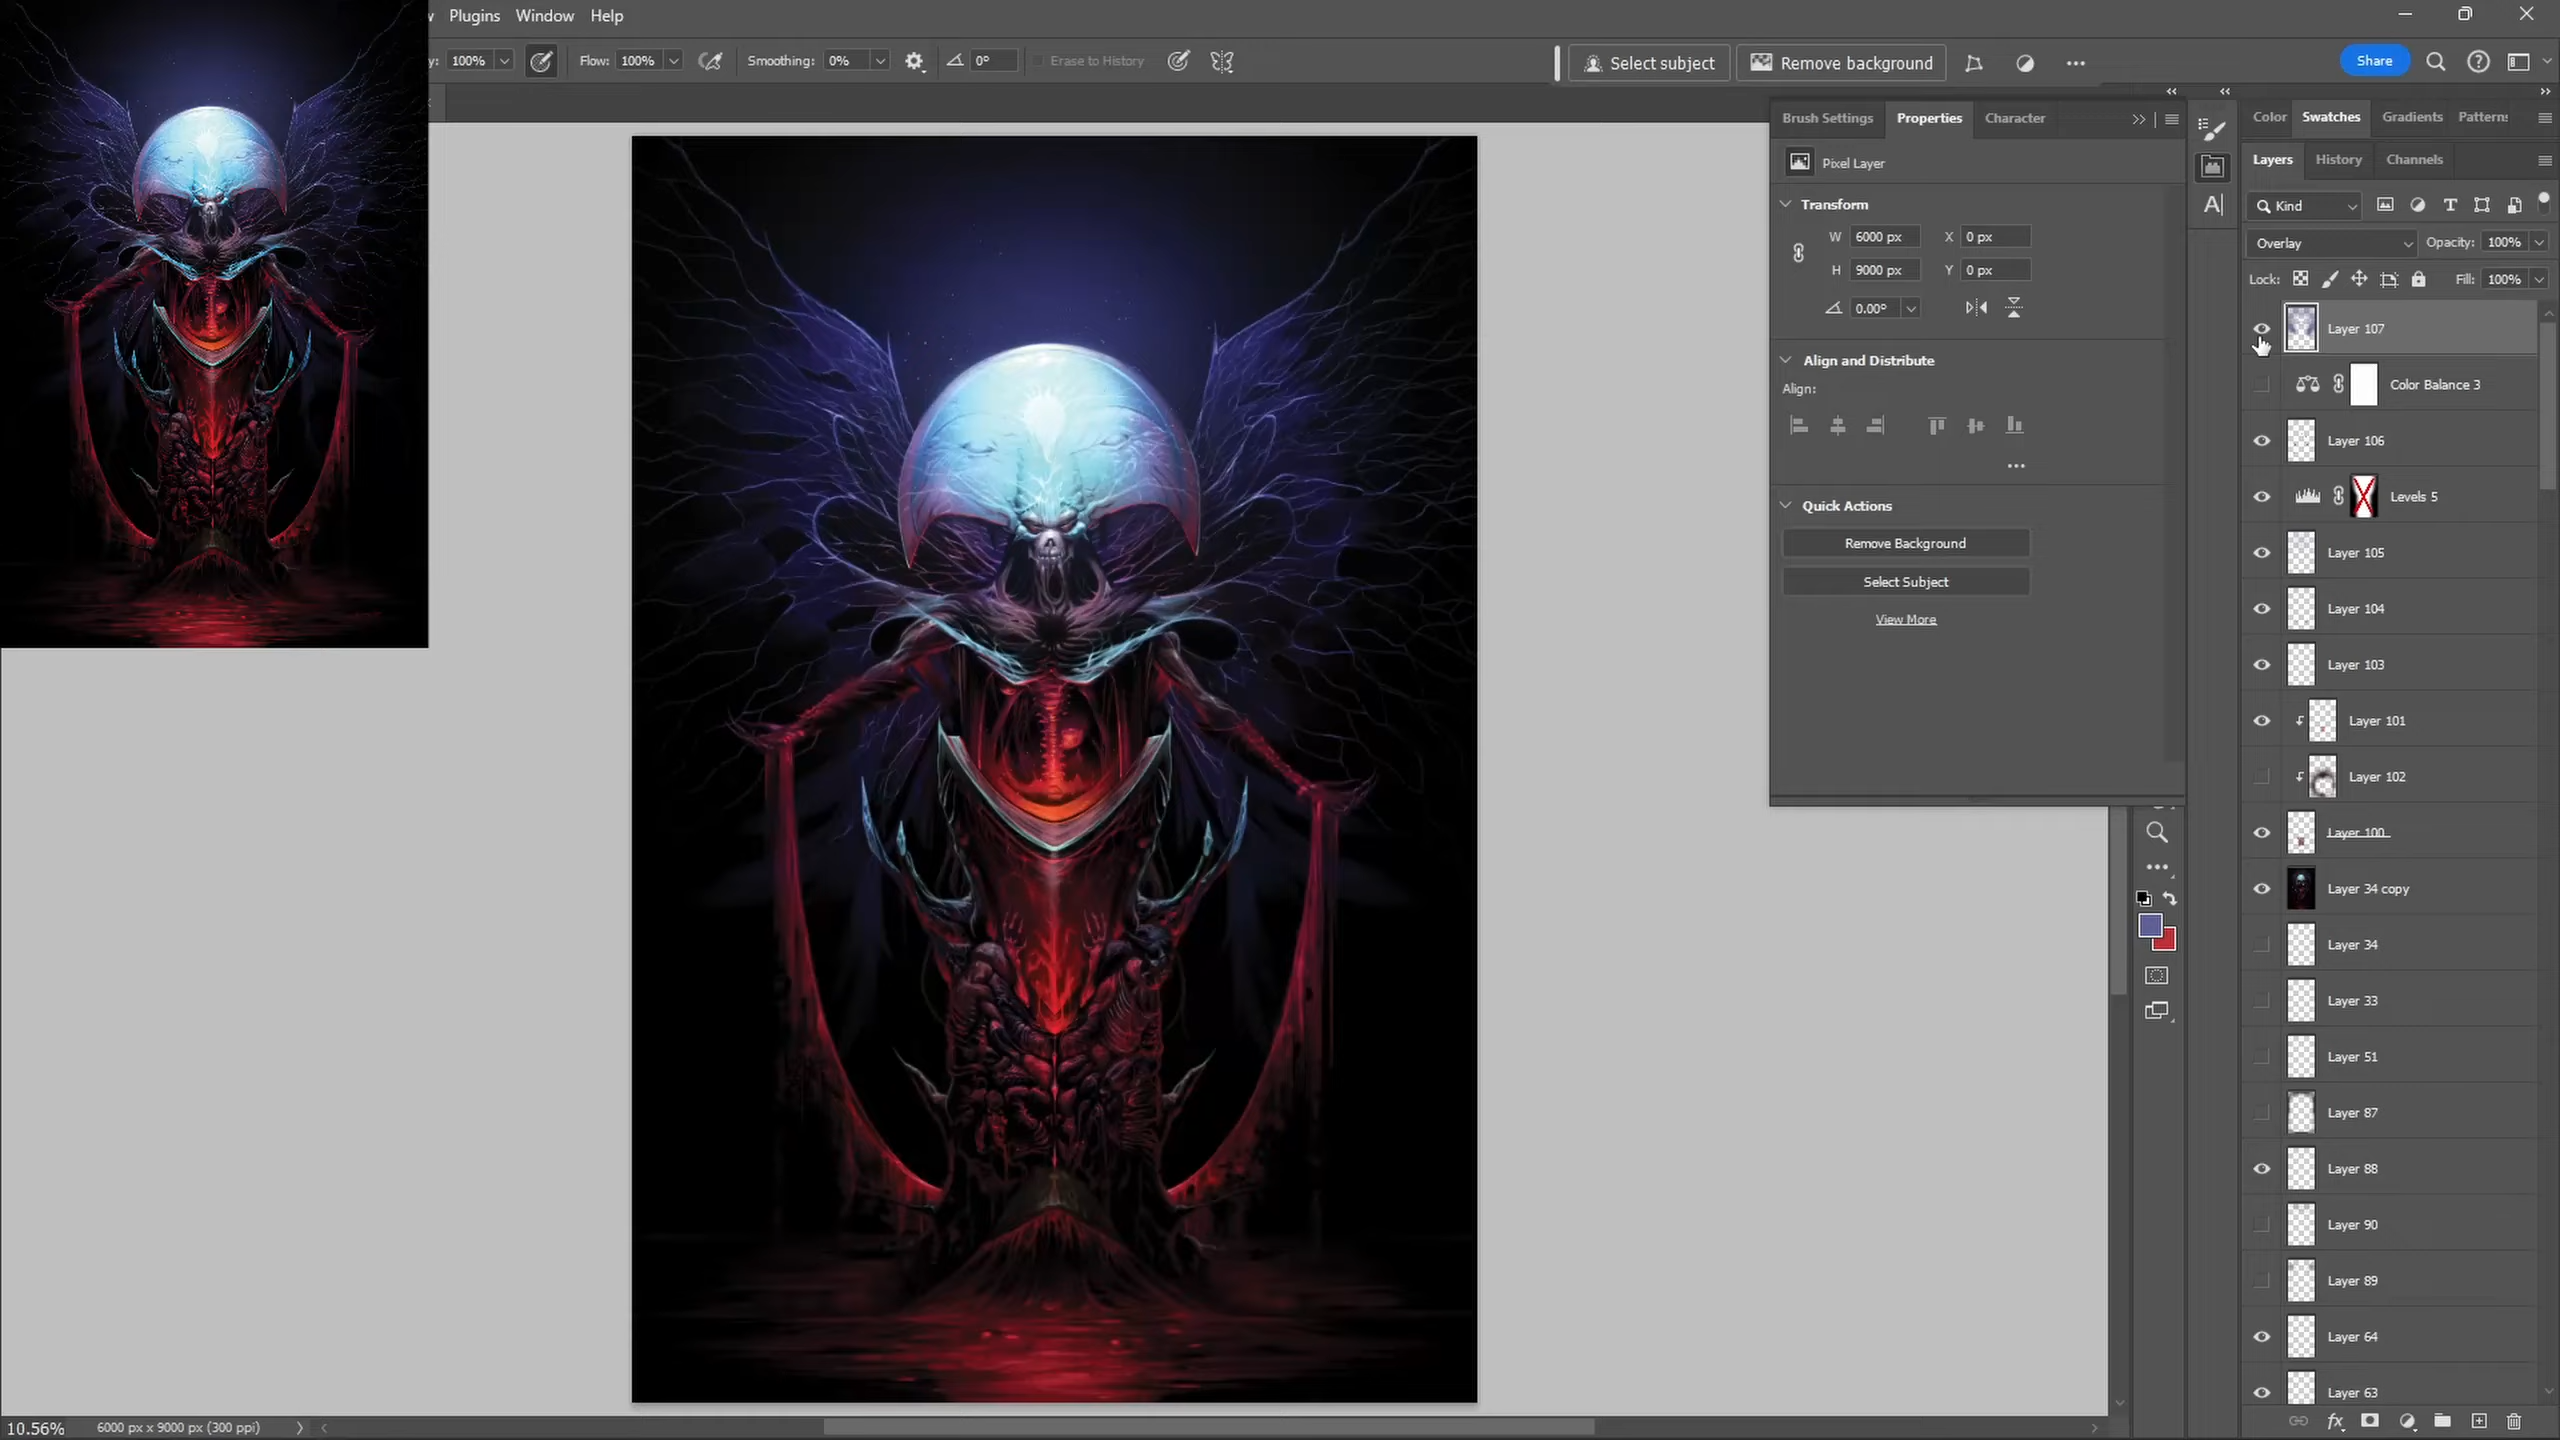 Plugins Window Help
100% Flow: 100% Smoothing: 0% 0° Erase to History Select subject Remove background Share
Brush Settings Properties Character
Pixel Layer
Transform
W 6000 px X 0 px
H 9000 px Y 0 px
0.00°
Align and Distribute
Align:
Quick Actions
Remove Background
Select Subject
View More
Color Swatches Gradients Patterns
Layers History Channels
Kind
Overlay Opacity: 100%
Lock: Fill: 100%
Layer 107
Color Balance 3
Layer 106
Levels 5
Layer 105
Layer 104
Layer 103
Layer 101
Layer 102
Layer 100
Layer 34 copy
Layer 34
Layer 33
Layer 51
Layer 87
Layer 88
Layer 90
Layer 89
Layer 64
Layer 63
10.56% 6000 px x 9000 px (300 ppi)